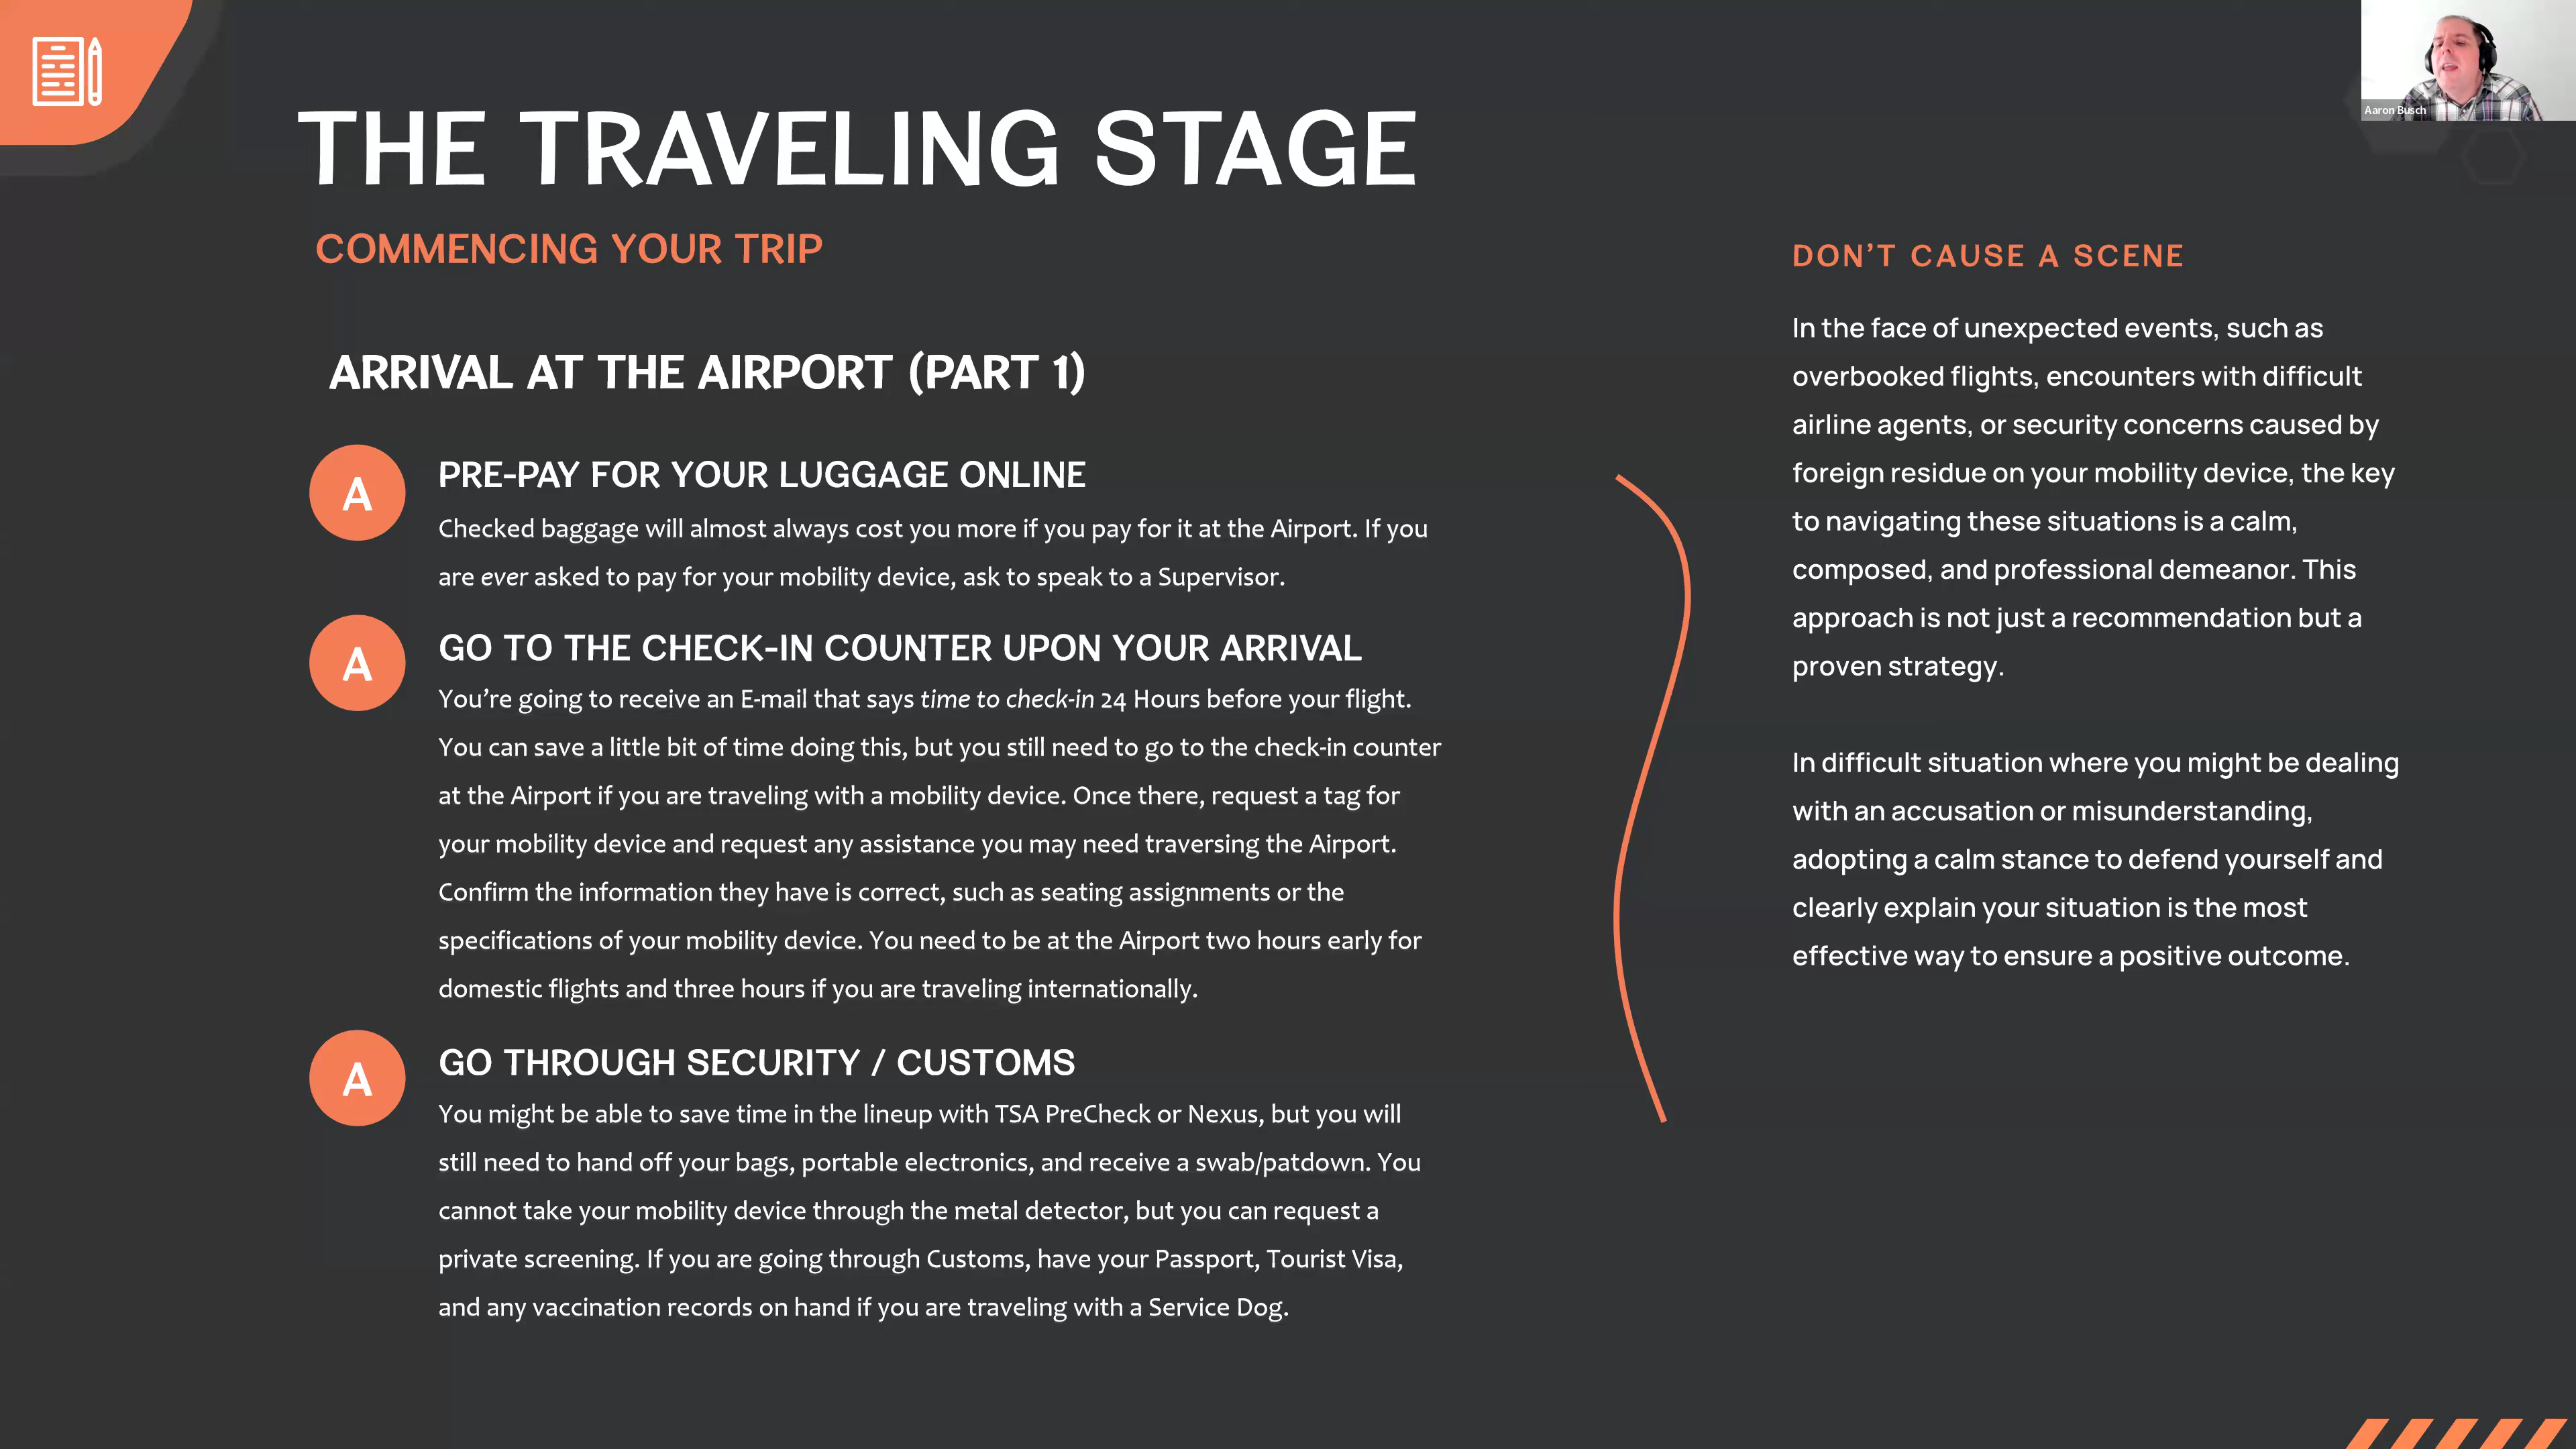 THE TRAVELING STAGE
COMMENCING YOUR TRIP
ARRIVAL AT THE AIRPORT (PART 1)
A
PRE-PAY FOR YOUR LUGGAGE ONLINE
Checked baggage will almost always cost you more if you pay for it at the Airport. If you
are ever asked to pay for your mobility device, ask to speak to a Supervisor.
A
GO TO THE CHECK-IN COUNTER UPON YOUR ARRIVAL
You’re going to receive an E-mail that says time to check-in 24 Hours before your flight.
You can save a little bit of time doing this, but you still need to go to the check-in counter
at the Airport if you are traveling with a mobility device. Once there, request a tag for
your mobility device and request any assistance you may need traversing the Airport.
Confirm the information they have is correct, such as seating assignments or the
specifications of your mobility device. You need to be at the Airport two hours early for
domestic flights and three hours if you are traveling internationally.
A
GO THROUGH SECURITY / CUSTOMS
You might be able to save time in the lineup with TSA PreCheck or Nexus, but you will
still need to hand off your bags, portable electronics, and receive a swab/patdown. You
cannot take your mobility device through the metal detector, but you can request a
private screening. If you are going through Customs, have your Passport, Tourist Visa,
and any vaccination records on hand if you are traveling with a Service Dog.
DON’T CAUSE A SCENE
In the face of unexpected events, such as
overbooked flights, encounters with difficult
airline agents, or security concerns caused by
foreign residue on your mobility device, the key
to navigating these situations is a calm,
composed, and professional demeanor. This
approach is not just a recommendation but a
proven strategy.
In difficult situation where you might be dealing
with an accusation or misunderstanding,
adopting a calm stance to defend yourself and
clearly explain your situation is the most
effective way to ensure a positive outcome.
Aaron Busch